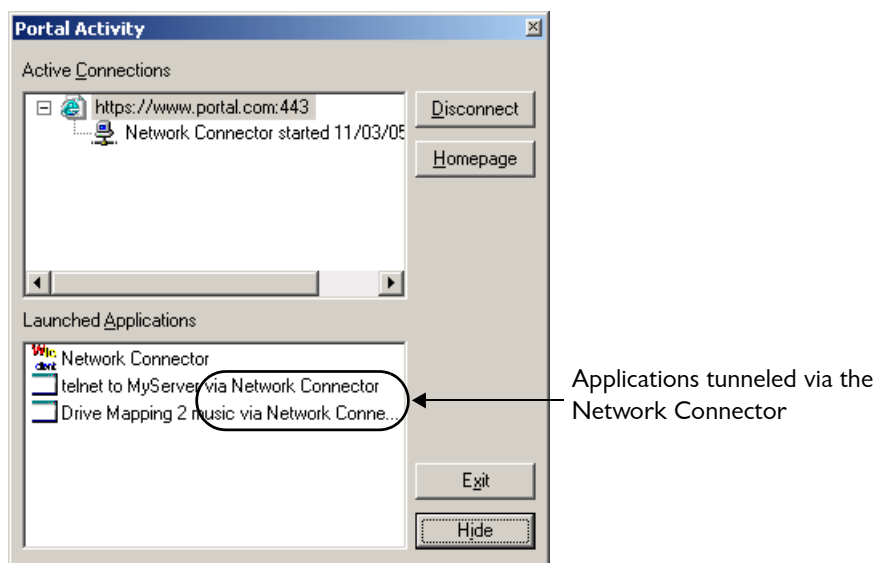 Portal Activity
Active Connections
https://www.portal.com:443
Network Connector started 11/03/05
Disconnect
Homepage
Launched Applications
Network Connector
telnet to MyServer via Network Connector
Drive Mapping 2 music via Network Conne...
Applications tunneled via the
Network Connector
Exit
Hide